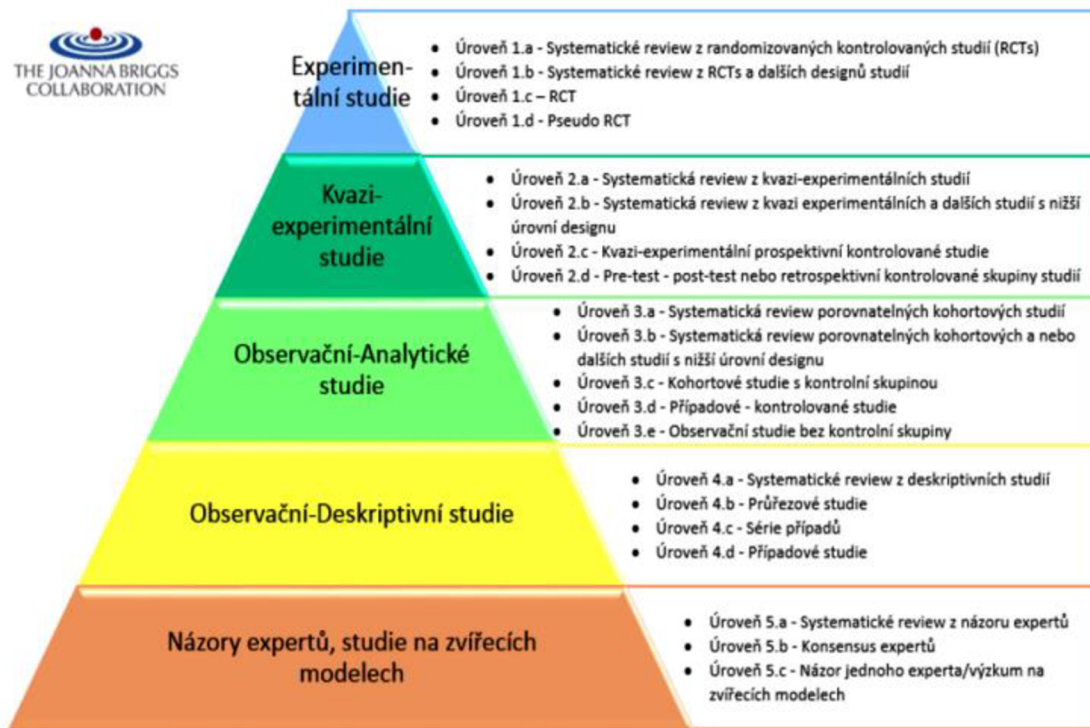 THE JOANNA BRIGGS
COLLABORATION
Experimen-
tální studie
• Úroveň 1.a - Systematické review z randomizovaných kontrolovaných studií (RCTs)
• Úroveň 1.b - Systematické review z RCTs a dalších designů studií
• Úroveň 1.c – RCT
• Úroveň 1.d - Pseudo RCT
Kvazi-
experimentální
studie
• Úroveň 2.a - Systematická review z kvazi-experimentálních studií
• Úroveň 2.b - Systematické review z kvazi experimentálních a dalších studií s nižší
úrovní designu
• Úroveň 2.c - Kvazi-experimentální prospektivní kontrolované studie
• Úroveň 2.d - Pre-test - post-test nebo retrospektivní kontrolované skupiny studií
Observační-Analytické
studie
• Úroveň 3.a - Systematická review porovnatelných kohortových studií
• Úroveň 3.b - Systematická review porovnatelných kohortových a nebo
dalších studií s nižší úrovní designu
• Úroveň 3.c - Kohortové studie s kontrolní skupinou
• Úroveň 3.d - Případové - kontrolované studie
• Úroveň 3.e - Observační studie bez kontrolní skupiny
Observační-Deskriptivní studie
• Úroveň 4.a - Systematické review z deskriptivních studií
• Úroveň 4.b - Průřezové studie
• Úroveň 4.c - Série případů
• Úroveň 4.d - Případové studie
Názory expertů, studie na zvířecích
modelech
• Úroveň 5.a - Systematické review z názoru expertů
• Úroveň 5.b - Konsensus expertů
• Úroveň 5.c - Názor jednoho experta/výzkum na
zvířecích modelech